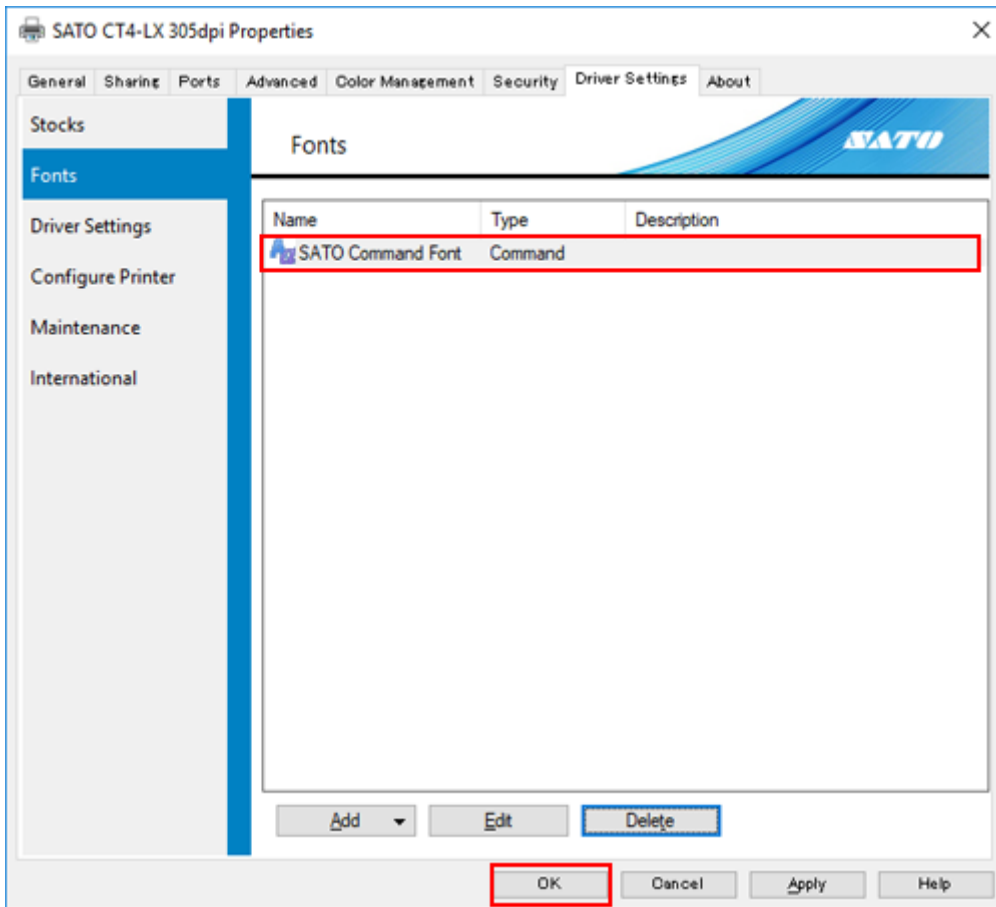 SATO CT4-LX 305dpi Properties
General Sharing Ports Advanced Color Management Security Driver Settings About
Stocks
Fonts
Driver Settings
Configure Printer
Maintenance
International
Fonts
SATO
Name Type Description
SATO Command Font Command
Add Edit Delete
OK Cancel Apply Help